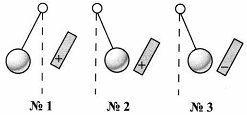 + + −
№ 1 № 2 № 3